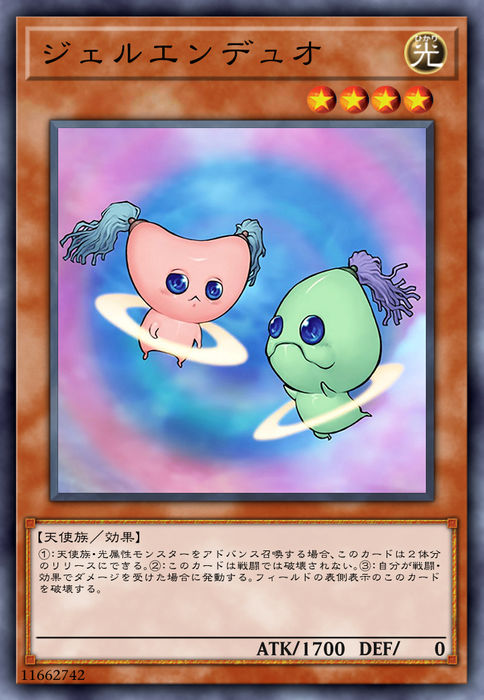 ジェルエンデュオ
ひかり
光
【天使族／効果】
①：天使族・光属性モンスターをアドバンス召喚する場合、このカードは２体分
のリリースにできる。②：このカードは戦闘では破壊されない。③：自分が戦闘・
効果でダメージを受けた場合に発動する。フィールドの表側表示のこのカード
を破壊する。
ATK/1700 DEF/ 0
11662742